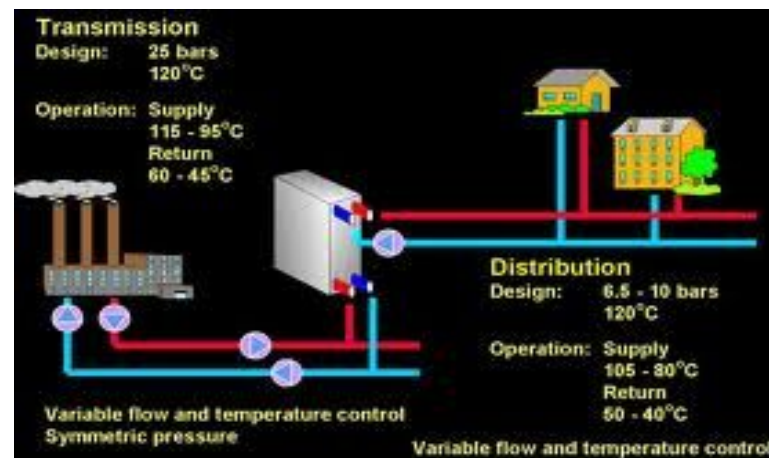 Transmission
Design: 25 bars
120°C
Operation: Supply
115 - 95°C
Return
60 - 45°C
Distribution
Design: 6.5 - 10 bars
120°C
Operation: Supply
105 - 80°C
Return
50 - 40°C
Variable flow and temperature control
Symmetric pressure
Variable flow and temperature control